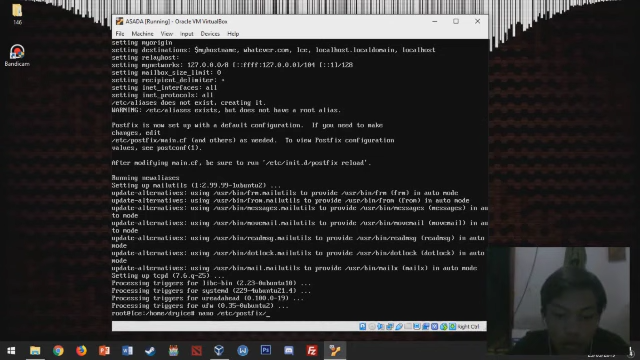 146
Bandicam
ASADA [Running] - Oracle VM VirtualBox
File Machine View Input Devices Help
setting myorigin
setting destinations: $myhostname, whatever.com, lce, localhost.localdomain, localhost
setting relayhost:
setting mynetworks: 127.0.0.0/8 [::ffff:127.0.0.0]/104 [::1]/128
setting mailbox_size_limit: 0
setting recipient_delimiter: +
setting inet_interfaces: all
setting inet_protocols: all
/etc/aliases does not exist, creating it.
WARNING: /etc/aliases exists, but does not have a root alias.
Postfix is now set up with a default configuration.  If you need to make
changes, edit
/etc/postfix/main.cf (and others) as needed.  To view Postfix configuration
values, see postconf(1).
After modifying main.cf, be sure to run '/etc/init.d/postfix reload'.
Running newaliases
Setting up mailutils (1:2.99.99-1ubuntu2) ...
update-alternatives: using /usr/bin/frm.mailutils to provide /usr/bin/frm (frm) in auto mode
update-alternatives: using /usr/bin/from.mailutils to provide /usr/bin/from (from) in auto mode
update-alternatives: using /usr/bin/messages.mailutils to provide /usr/bin/messages (messages) in au
to mode
update-alternatives: using /usr/bin/movemail.mailutils to provide /usr/bin/movemail (movemail) in au
to mode
update-alternatives: using /usr/bin/readmsg.mailutils to provide /usr/bin/readmsg (readmsg) in auto
mode
update-alternatives: using /usr/bin/dotlock.mailutils to provide /usr/bin/dotlock (dotlock) in auto
mode
update-alternatives: using /usr/bin/mail.mailutils to provide /usr/bin/mailx (mailx) in auto mode
Setting up tcpd (7.6.q-25) ...
Processing triggers for libc-bin (2.23-0ubuntu10) ...
Processing triggers for systemd (229-4ubuntu21.4) ...
Processing triggers for ureadahead (0.100.0-19) ...
Processing triggers for ufw (0.35-0ubuntu2) ...
root@lce:/home/dryice# nano /etc/postfix/_
Right Ctrl